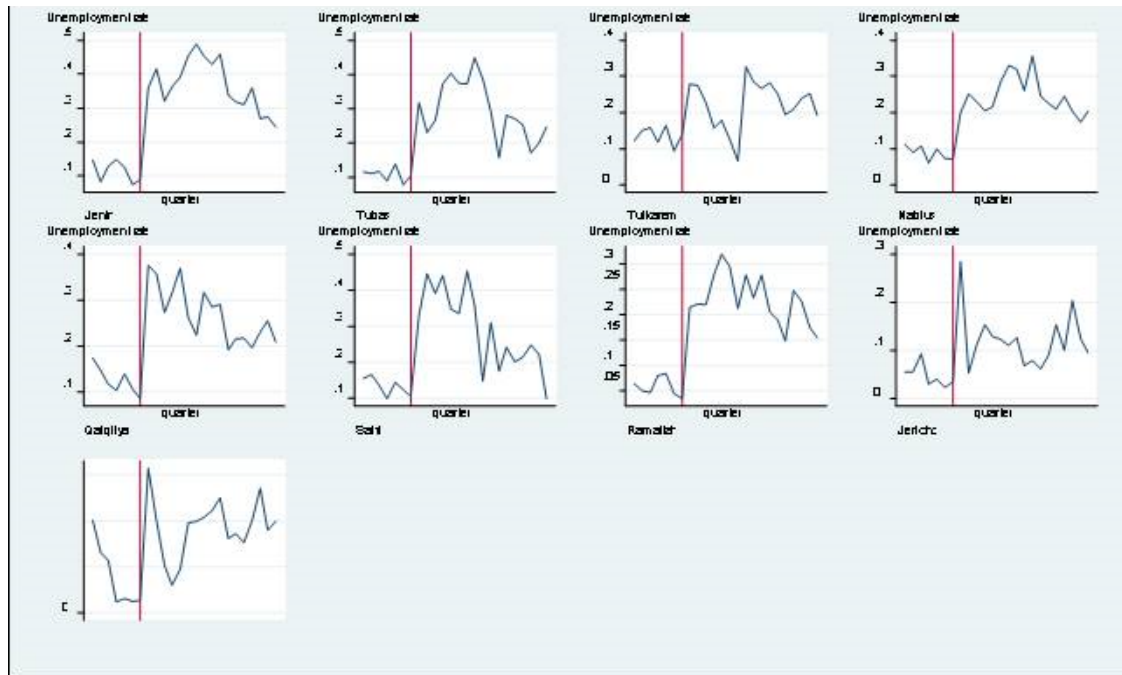 Unemployment rate
.5
.4
.3
.2
.1
quarter
Jenin
Unemployment rate
.5
.4
.3
.2
.1
quarter
Tubas
Unemployment rate
.4
.3
.2
.1
0
quarter
Tulkarem
Unemployment rate
.4
.3
.2
.1
0
quarter
Nablus
Unemployment rate
.4
.3
.2
.1
quarter
Qalqilya
Unemployment rate
.5
.4
.3
.2
.1
quarter
Unemployment rate
.3
.25
.2
.15
.1
.05
quarter
Ramallah
Unemployment rate
.3
.2
.1
0
quarter
Jericho
0